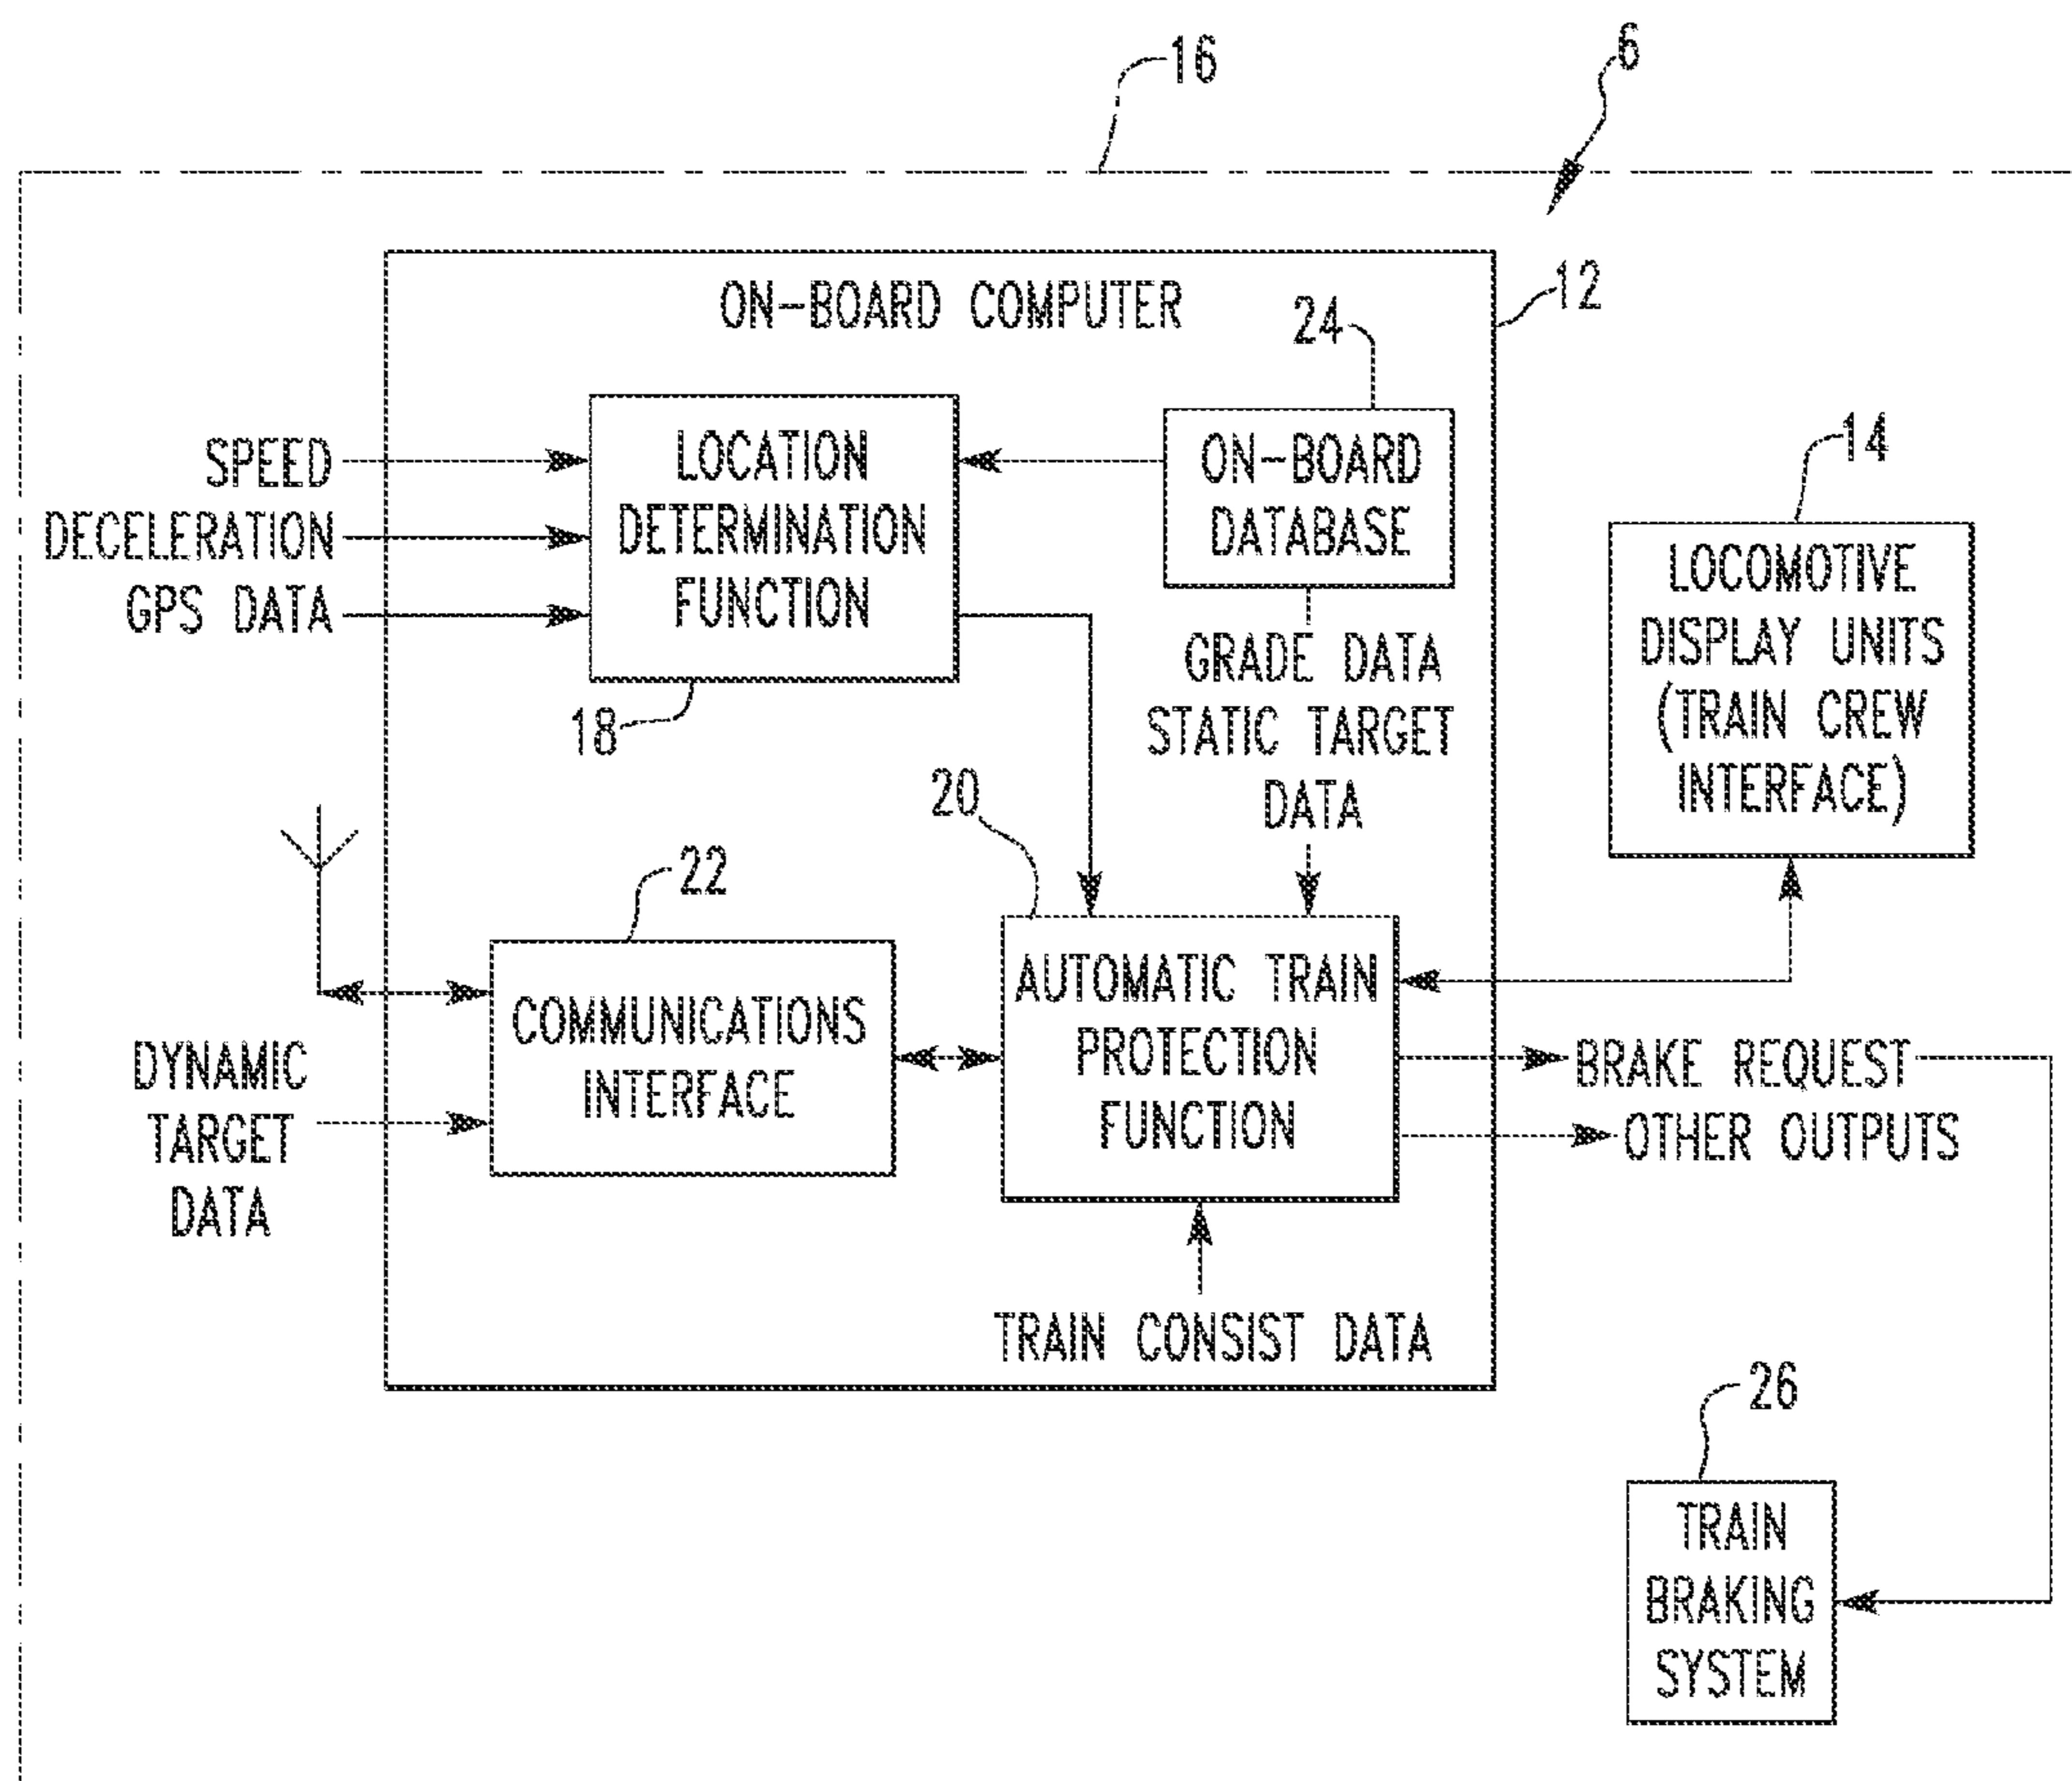 16
6
ON-BOARD COMPUTER
12
24
SPEED
DECELERATION
GPS DATA
LOCATION
DETERMINATION
FUNCTION
18
ON-BOARD
DATABASE
GRADE DATA
STATIC TARGET
DATA
14
LOCOMOTIVE
DISPLAY UNITS
(TRAIN CREW
INTERFACE)
20
22
COMMUNICATIONS
INTERFACE
DYNAMIC
TARGET
DATA
AUTOMATIC TRAIN
PROTECTION
FUNCTION
BRAKE REQUEST
OTHER OUTPUTS
TRAIN CONSIST DATA
26
TRAIN
BRAKING
SYSTEM